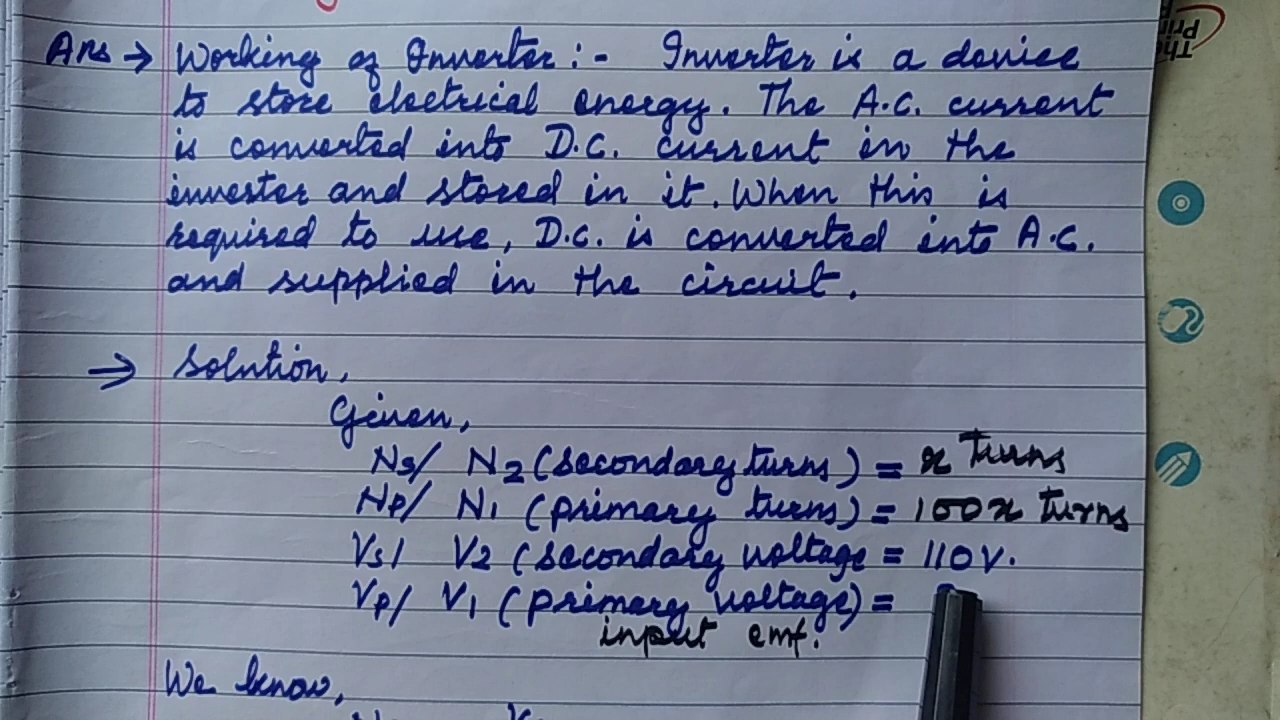 Ans → Working of Inverter :- Inverter is a device
to store electrical energy. The A.C. current
is converted into D.C. current in the
inverter and stored in it. When this is
required to use, D.C. is converted into A.C.
and supplied in the circuit.
→ Solution,
Given,
Ns/ N2 (secondary turns) = x Turns
Np/ N1 (primary turns) = 100x turns
Vs/ V2 (secondary voltage = 110V.
Vp/ V1 (primary voltage) =
input emf.
We know,